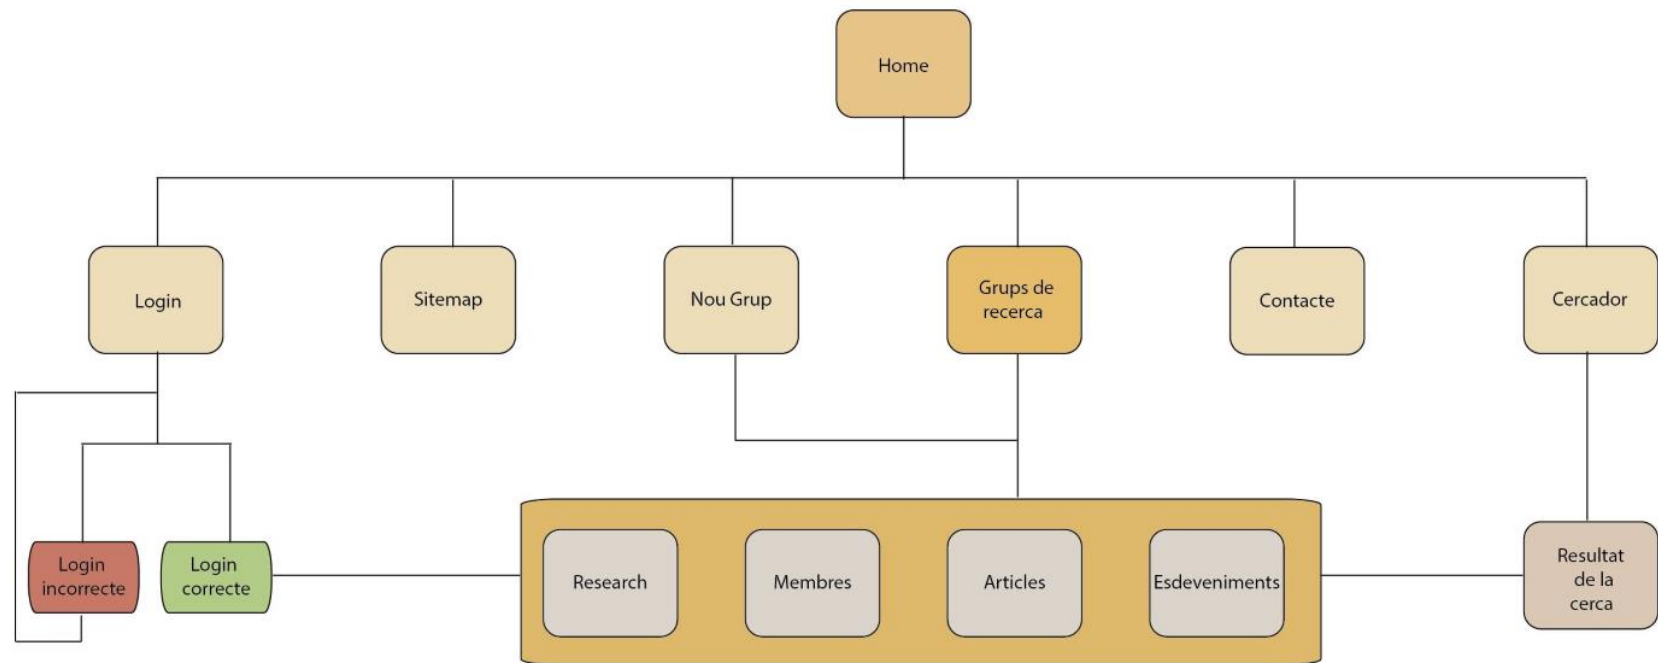 Home
Login
Sitemap
Nou Grup
Grups de
recerca
Contacte
Cercador
Login
incorrecte
Login
correcte
Research
Membres
Articles
Esdeveniments
Resultat
de la
cerca